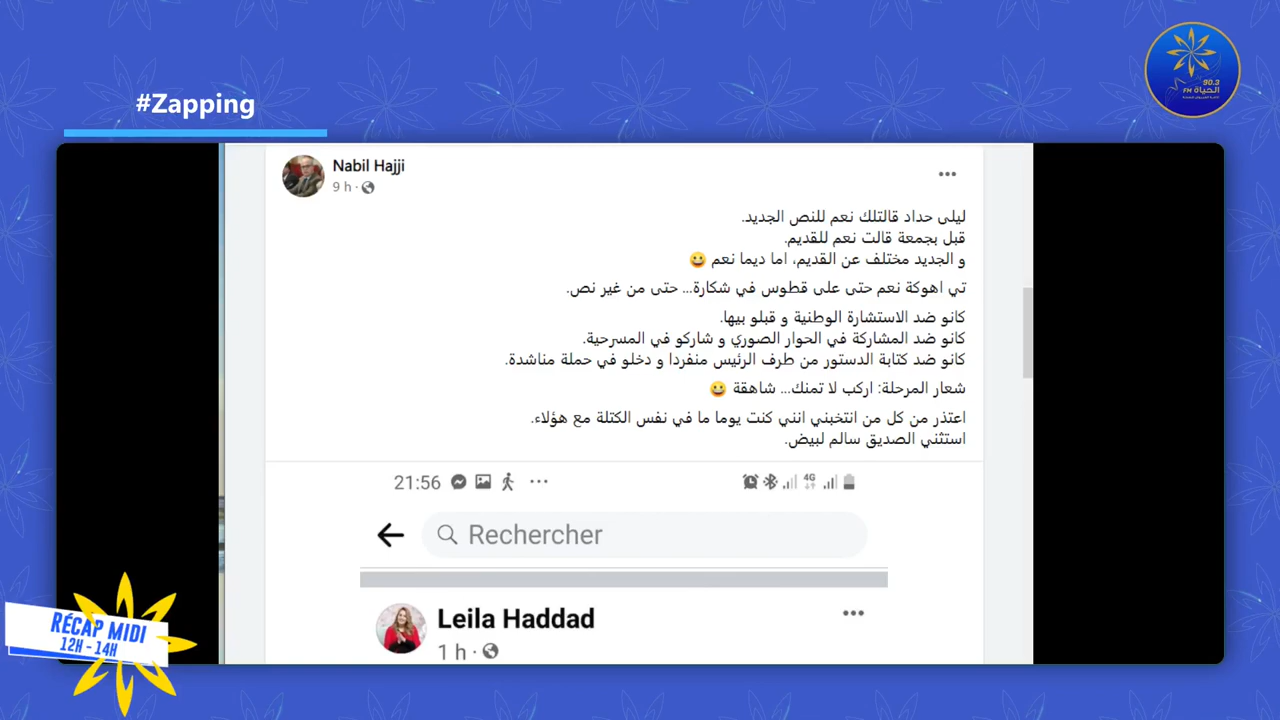 #Zapping
90.3
الحياة FM
Nabil Hajji
9 h ·
ليلى حداد قالتلك نعم للنص الجديد.
قبل بجمعة قالت نعم للقديم.
و الجديد مختلف عن القديم، اما ديما نعم 😀
تي اهوكة نعم حتى على قطوس في شكارة... حتى من غير نص.
كانو ضد الاستشارة الوطنية و قبلو بيها.
كانو ضد المشاركة في الحوار الصوري و شاركو في المسرحية.
كانو ضد كتابة الدستور من طرف الرئيس منفردا و دخلو في حملة مناشدة.
شعار المرحلة: اركب لا تمنك... شاهقة 😀
اعتذر من كل من انتخبني انني كنت يوما ما في نفس الكتلة مع هؤلاء.
استثني الصديق سالم لبيض.
21:56 ··· 4G
Rechercher
Leila Haddad
1 h ·
RÉCAP MIDI
12H - 14H